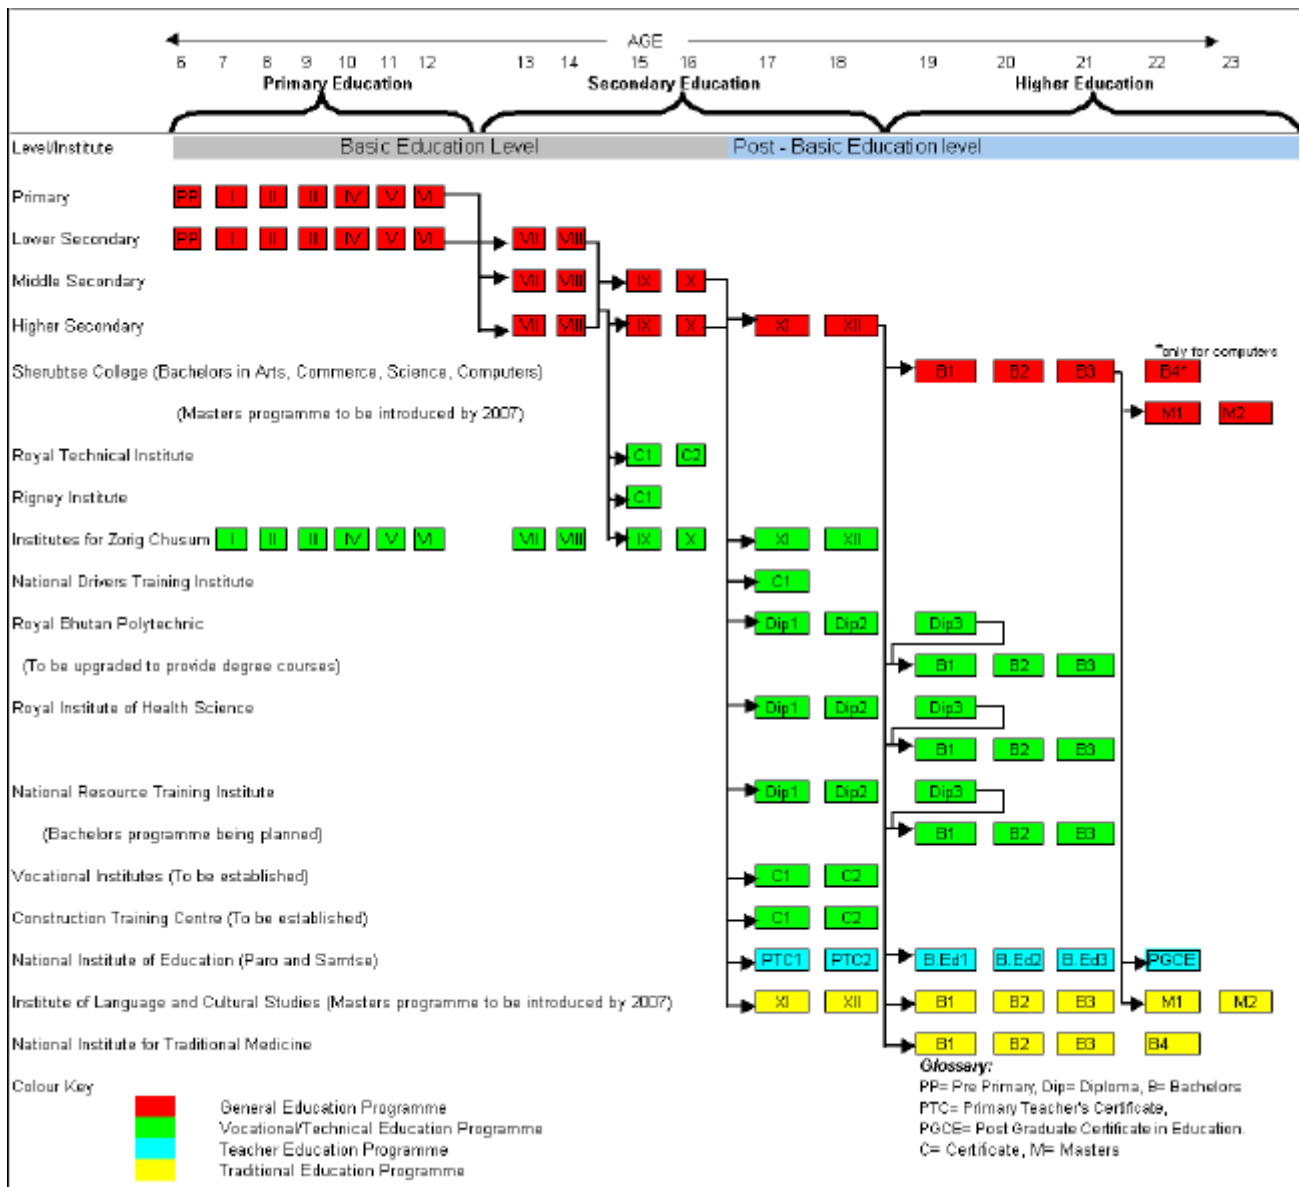 AGE
6 7 8 9 10 11 12 13 14 15 16 17 18 19 20 21 22 23
Primary Education Secondary Education Higher Education
Level/Institute Basic Education Level Post - Basic Education level
Primary PP I II III IV V VI
Lower Secondary PP I II III IV V VI VII VIII
Middle Secondary VII VIII IX X
Higher Secondary VII VIII IX X XI XII
*only for computers
Sherubtse College (Bachelors in Arts, Commerce, Science, Computers) B1 B2 B3 B4*
(Masters programme to be introduced by 2007) M1 M2
Royal Technical Institute C1 C2
Rigney Institute C1
Institutes for Zorig Chusum I II III IV V VI VII VIII IX X XI XII
National Drivers Training Institute C1
Royal Bhutan Polytechnic Dip1 Dip2 Dip3
(To be upgraded to provide degree courses) B1 B2 B3
Royal Institute of Health Science Dip1 Dip2 Dip3
B1 B2 B3
National Resource Training Institute Dip1 Dip2 Dip3
(Bachelors programme being planned) B1 B2 B3
Vocational Institutes (To be established) C1 C2
Construction Training Centre (To be established) C1 C2
National Institute of Education (Paro and Samtse) PTC1 PTC2 B.Ed1 B.Ed2 B.Ed3 PGCE
Institute of Language and Cultural Studies (Masters programme to be introduced by 2007) XI XII B1 B2 B3 M1 M2
National Institute for Traditional Medicine B1 B2 B3 B4
Colour Key
General Education Programme
Vocational/Technical Education Programme
Teacher Education Programme
Traditional Education Programme
Glossary:
PP= Pre Primary, Dip= Diploma, B= Bachelors
PTC= Primary Teacher's Certificate,
PGCE= Post Graduate Certificate in Education.
C= Certificate, M= Masters